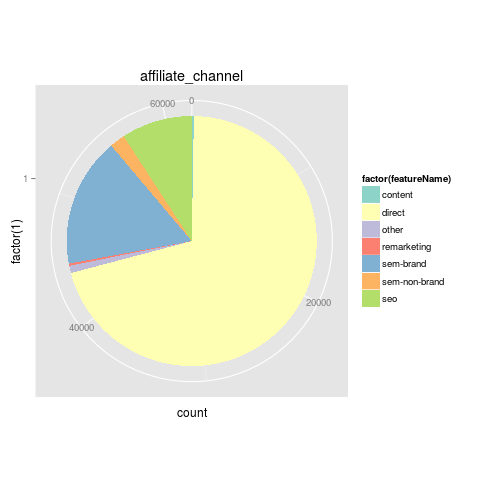 affiliate_channel
0
60000
1
20000
40000
factor(1)
count
factor(featureName)
content
direct
other
remarketing
sem-brand
sem-non-brand
seo